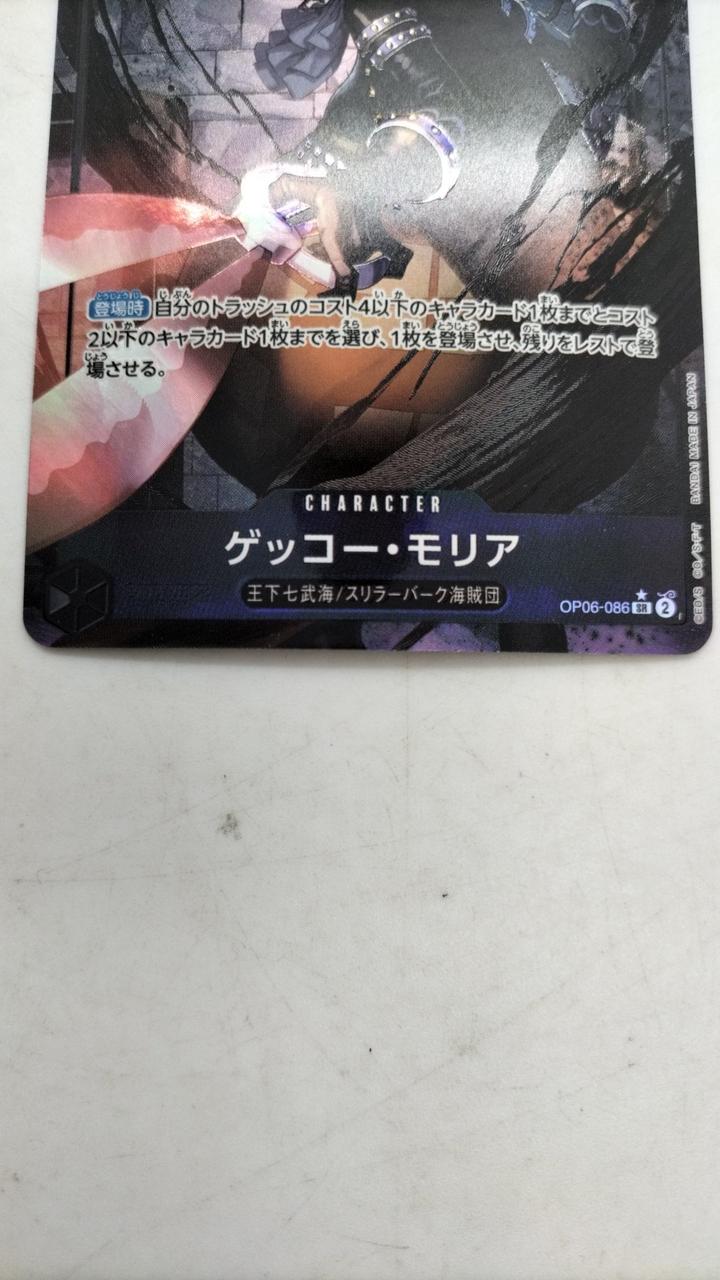 登場時 自分のトラッシュのコスト4以下のキャラカード1枚までとコスト
2以下のキャラカード1枚までを選び、1枚を登場させ、残りをレストで登
場させる。
CHARACTER
ゲッコー・モリア
王下七武海/スリラーバーク海賊団
OP06-086 SR 2
BANDAI MADE IN JAPAN